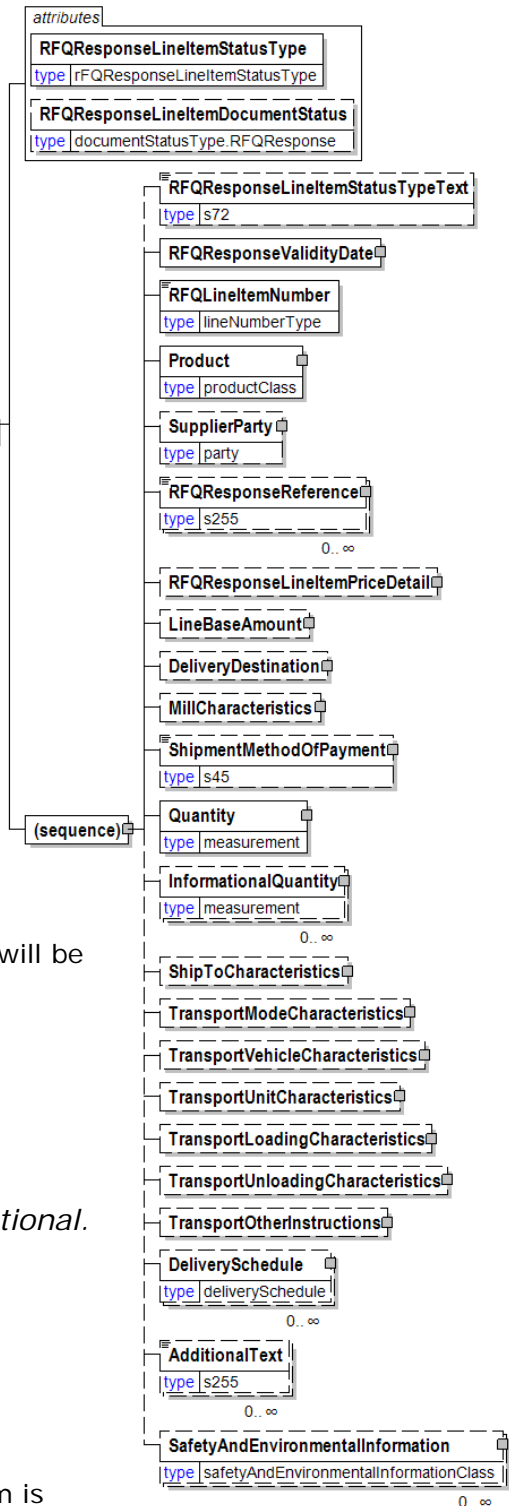 attributes
RFQResponseLineItemStatusType
type rFQResponseLineItemStatusType
RFQResponseLineItemDocumentStatus
type documentStatusType.RFQResponse
RFQResponseLineItemStatusTypeText
type s72
RFQResponseValidityDate
RFQLineItemNumber
type lineNumberType
Product
type productClass
SupplierParty
type party
RFQResponseReference
type s255
0.. ∞
RFQResponseLineItemPriceDetail
LineBaseAmount
DeliveryDestination
MillCharacteristics
ShipmentMethodOfPayment
type s45
(sequence)
Quantity
type measurement
InformationalQuantity
type measurement
0.. ∞
will be
ShipToCharacteristics
TransportModeCharacteristics
TransportVehicleCharacteristics
TransportUnitCharacteristics
TransportLoadingCharacteristics
TransportUnloadingCharacteristics
tional.
TransportOtherInstructions
DeliverySchedule
type deliverySchedule
0.. ∞
AdditionalText
type s255
0.. ∞
SafetyAndEnvironmentalInformation
type safetyAndEnvironmentalInformationClass
is
0.. ∞